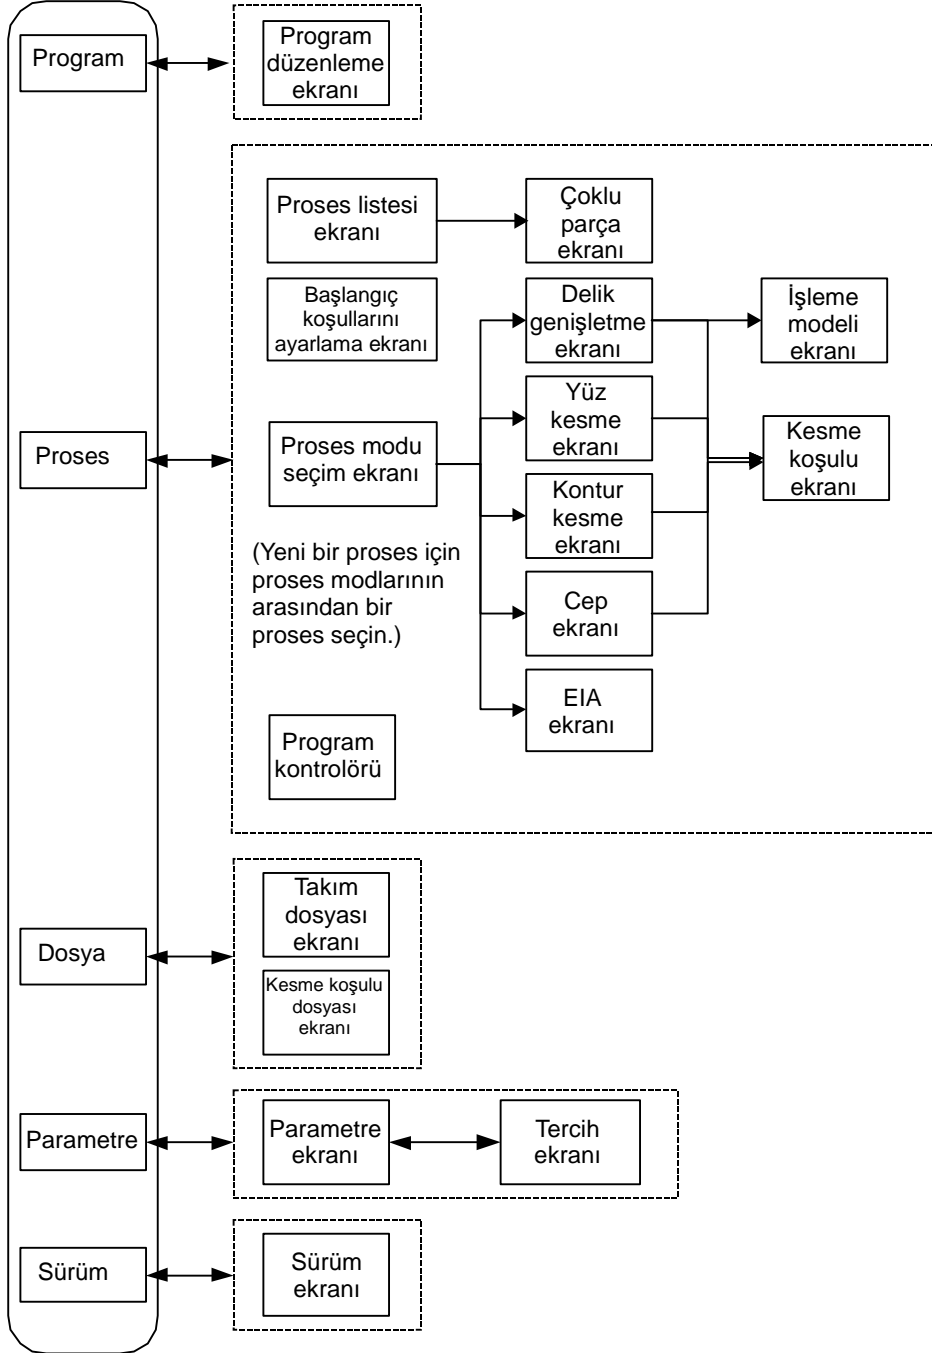 Program
Program
düzenleme
ekranı
Proses listesi
ekranı
Çoklu
parça
ekranı
Başlangıç
koşullarını
ayarlama ekranı
Delik
genişletme
ekranı
İşleme
modeli
ekranı
Yüz
kesme
ekranı
Proses
Proses modu
seçim ekranı
Kesme
koşulu
ekranı
Kontur
kesme
ekranı
(Yeni bir proses için
proses modlarının
arasından bir
proses seçin.)
Cep
ekranı
EIA
ekranı
Program
kontrolörü
Dosya
Takım
dosyası
ekranı
Kesme koşulu
dosyası
ekranı
Parametre
Parametre
ekranı
Tercih
ekranı
Sürüm
Sürüm
ekranı